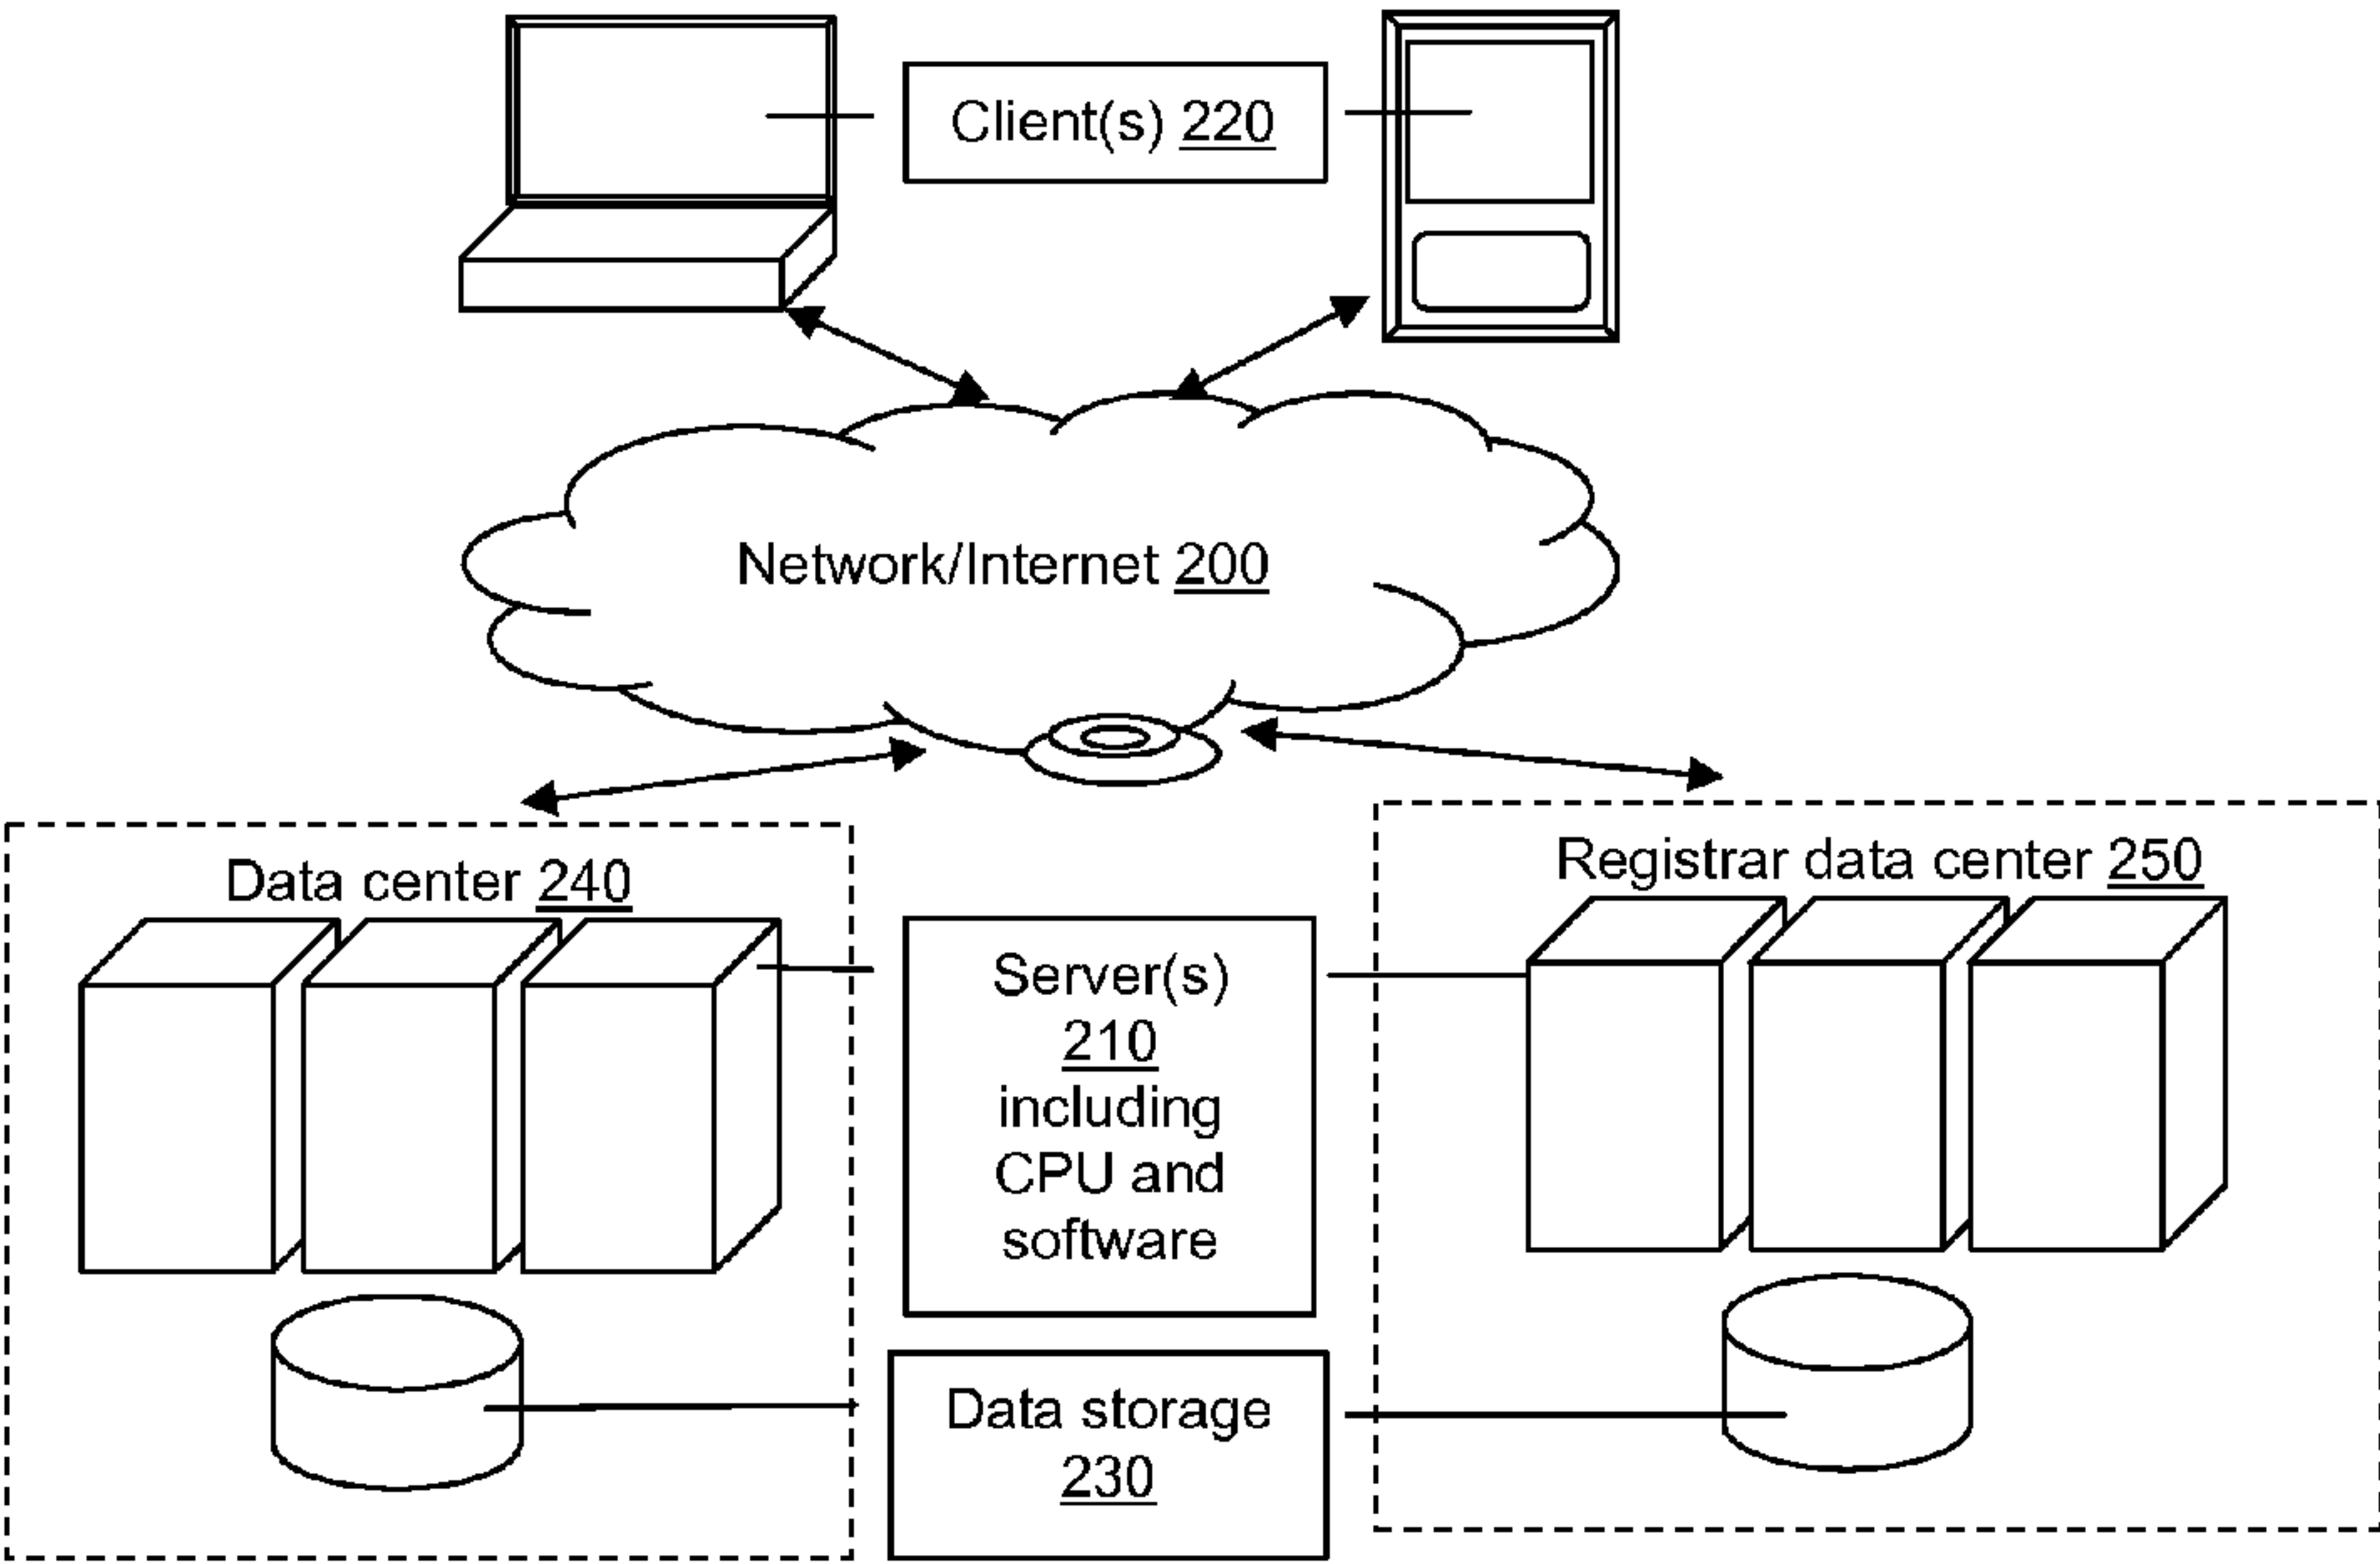 Client(s) 220
Network/Internet 200
Data center 240
Registrar data center 250
Server(s)
210
including
CPU and
software
Data storage
230